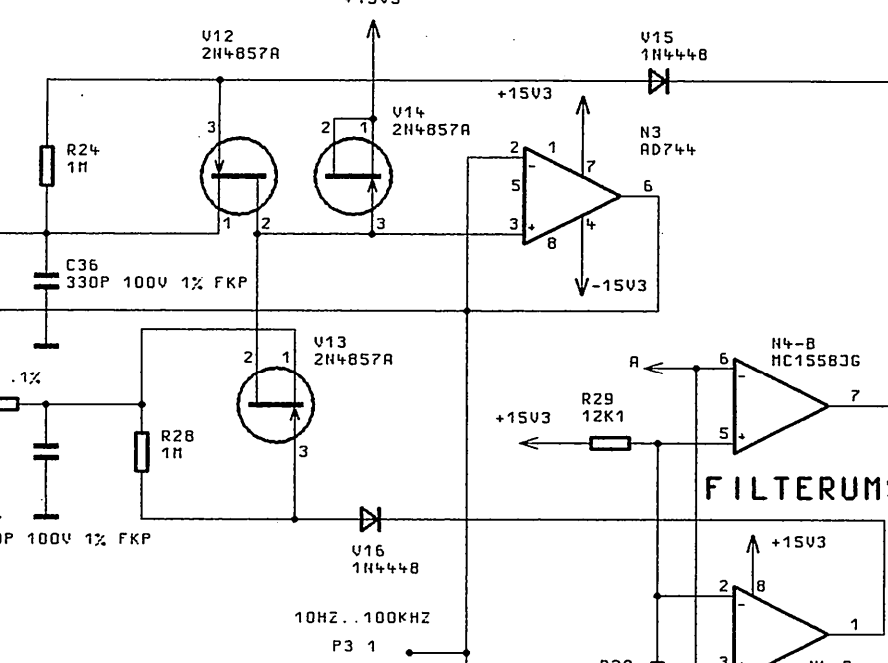 V12
2N4857A
V15
1N4448
+15V3
V14
2N4857A
N3
AD744
3
2 1
2 1
7
R24
1M
5
6
1 2
3
3 8
4
C36
330P 100V 1% FKP
-15V3
V13
2N4857A
2 1
N4-B
MC1558JG
A
6
.1%
R29
12K1
7
+15V3
5
R28
1M
3
FILTERUMS
P 100V 1% FKP
V16
1N4448
+15V3
8
2
10HZ..100KHZ
1
P3 1
3